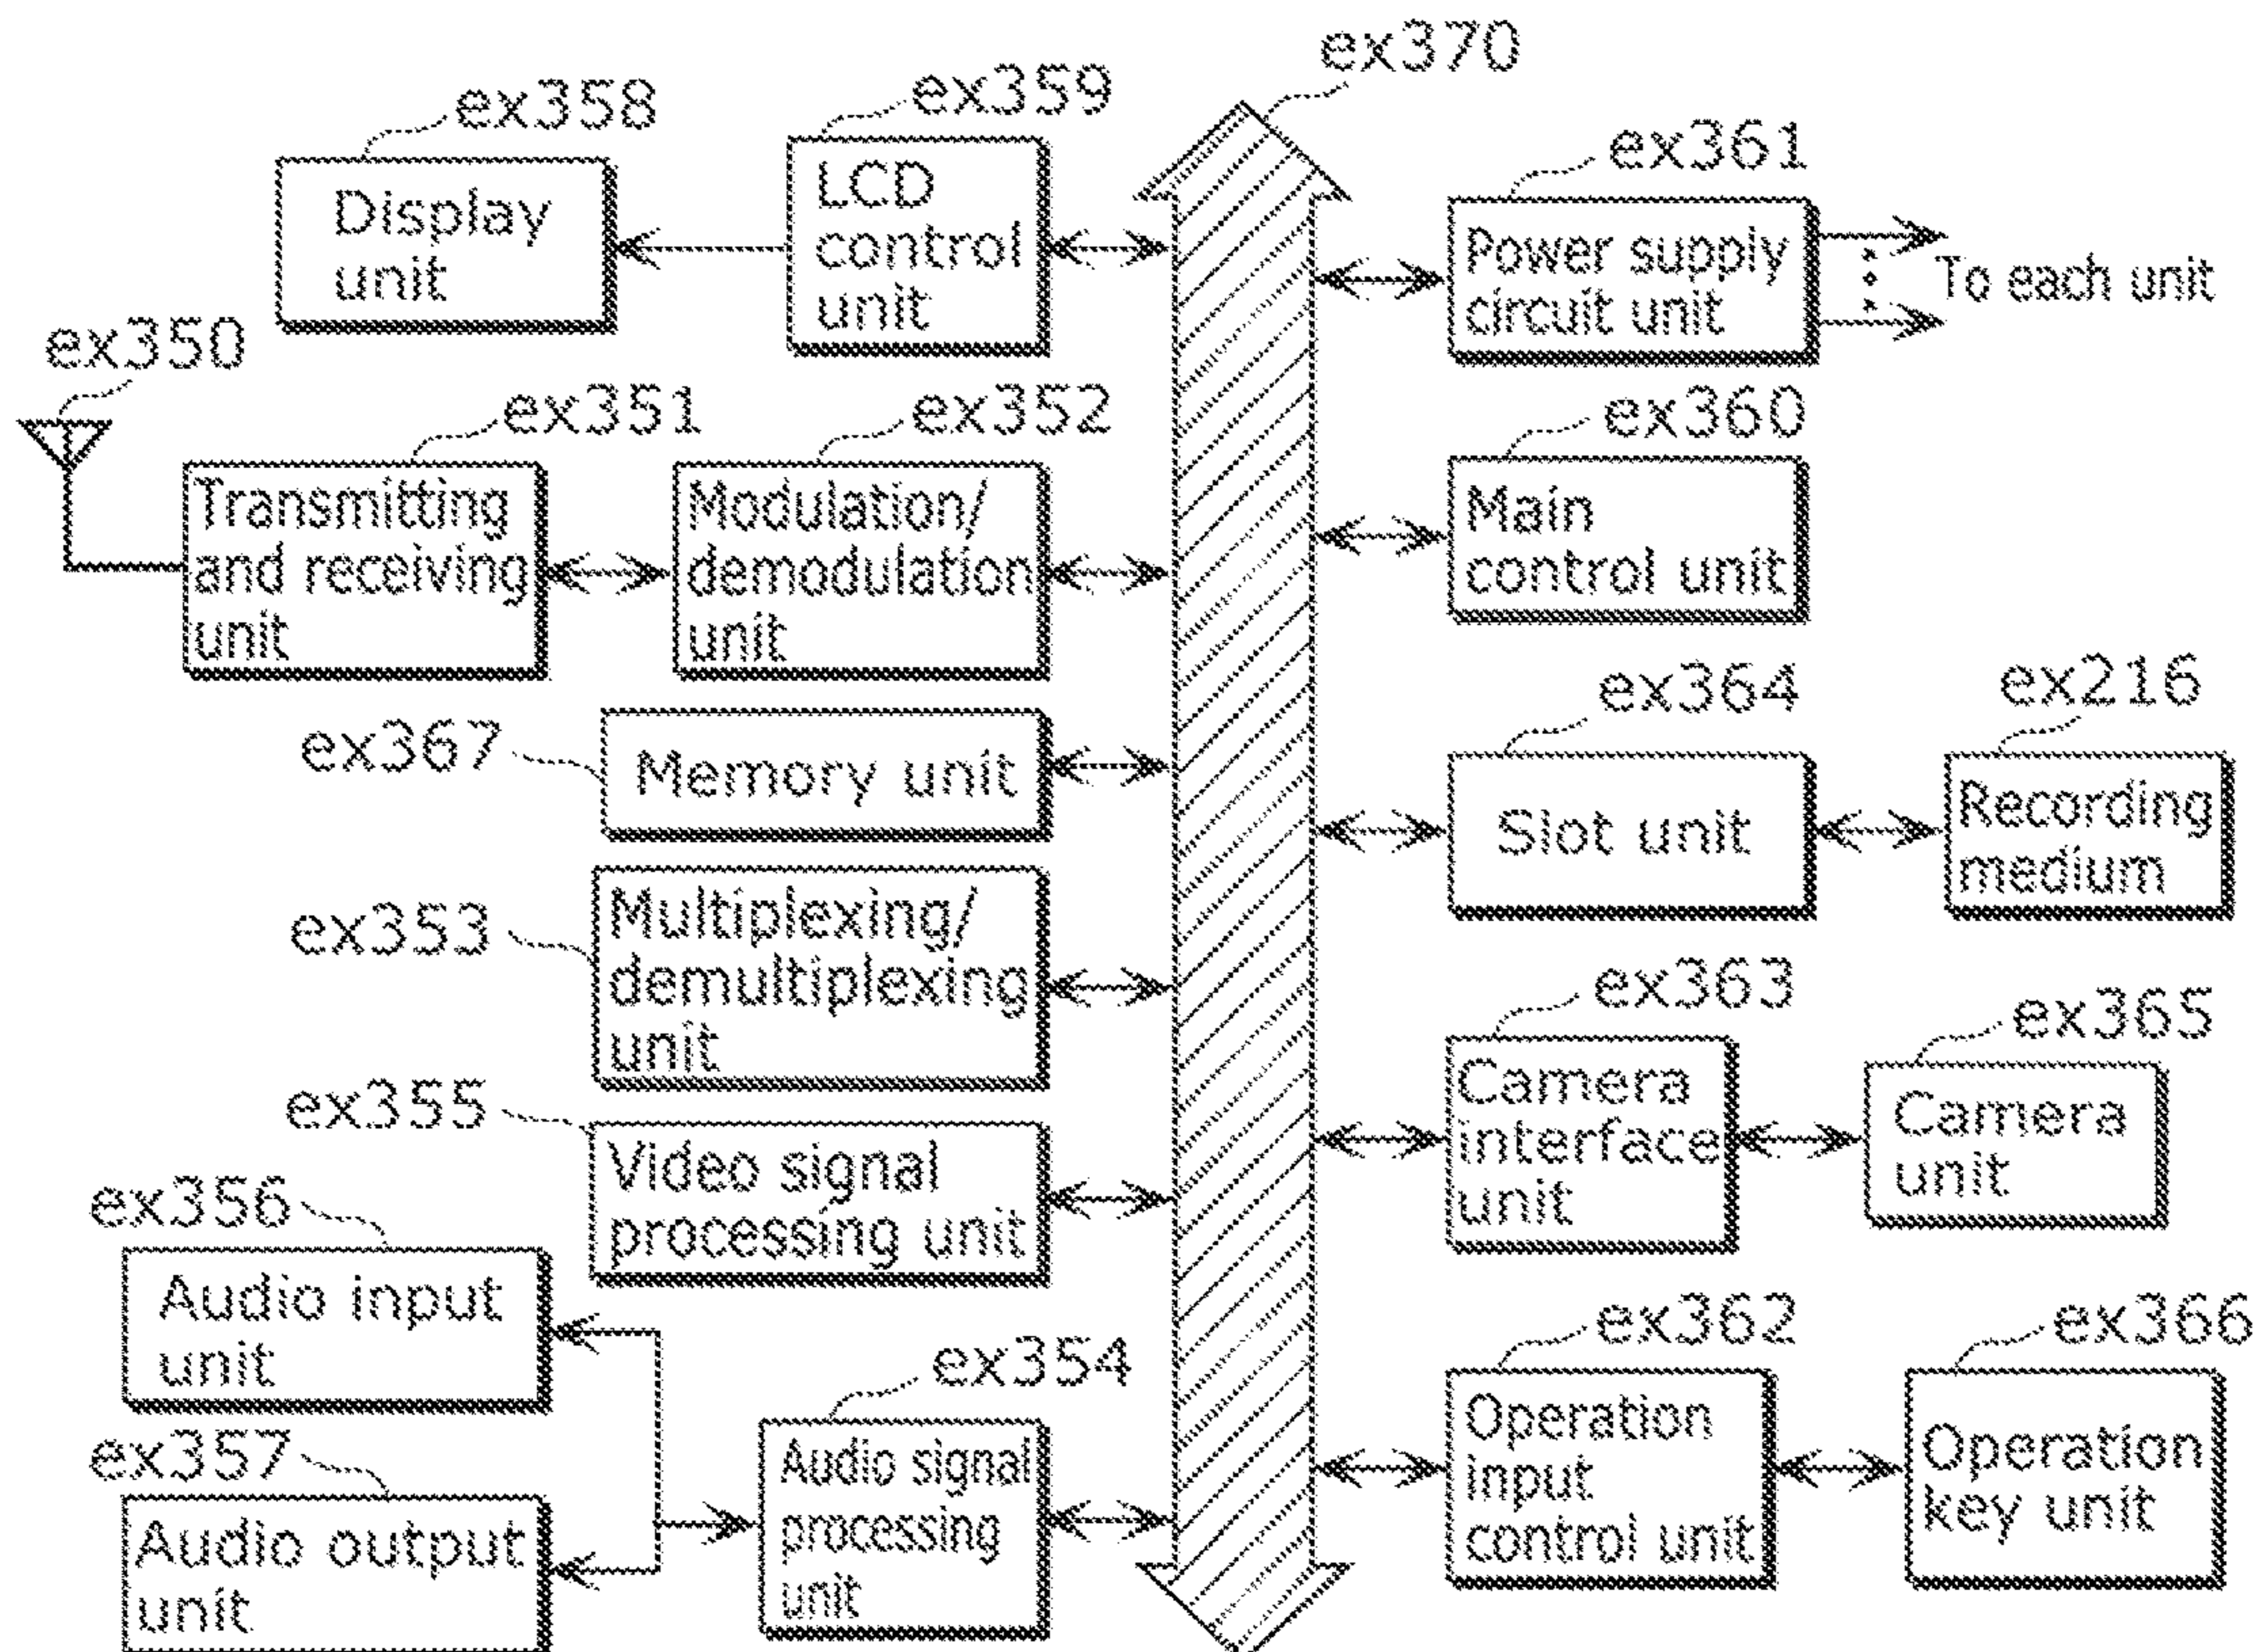 ex370
ex358
ex359
ex361
Display
unit
LCD
control
unit
Power supply
circuit unit
To each unit
ex350
ex351
ex352
ex360
Transmitting
and receiving
unit
Modulation/
demodulation
unit
Main
control unit
ex367
Memory unit
ex364
ex216
Slot unit
Recording
medium
ex353
Multiplexing/
demultiplexing
unit
ex363
ex365
Camera
interface
unit
Camera
unit
ex355
Video signal
processing unit
ex356
Audio input
unit
ex354
ex362
ex366
Audio signal
processing
unit
Operation
input
control unit
Operation
key unit
ex357
Audio output
unit